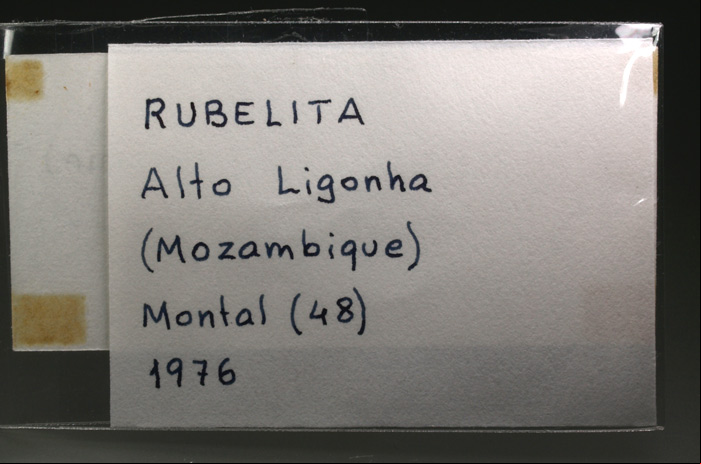 RUBELITA
Alto Ligonha
(Mozambique)
Montal (48)
1976